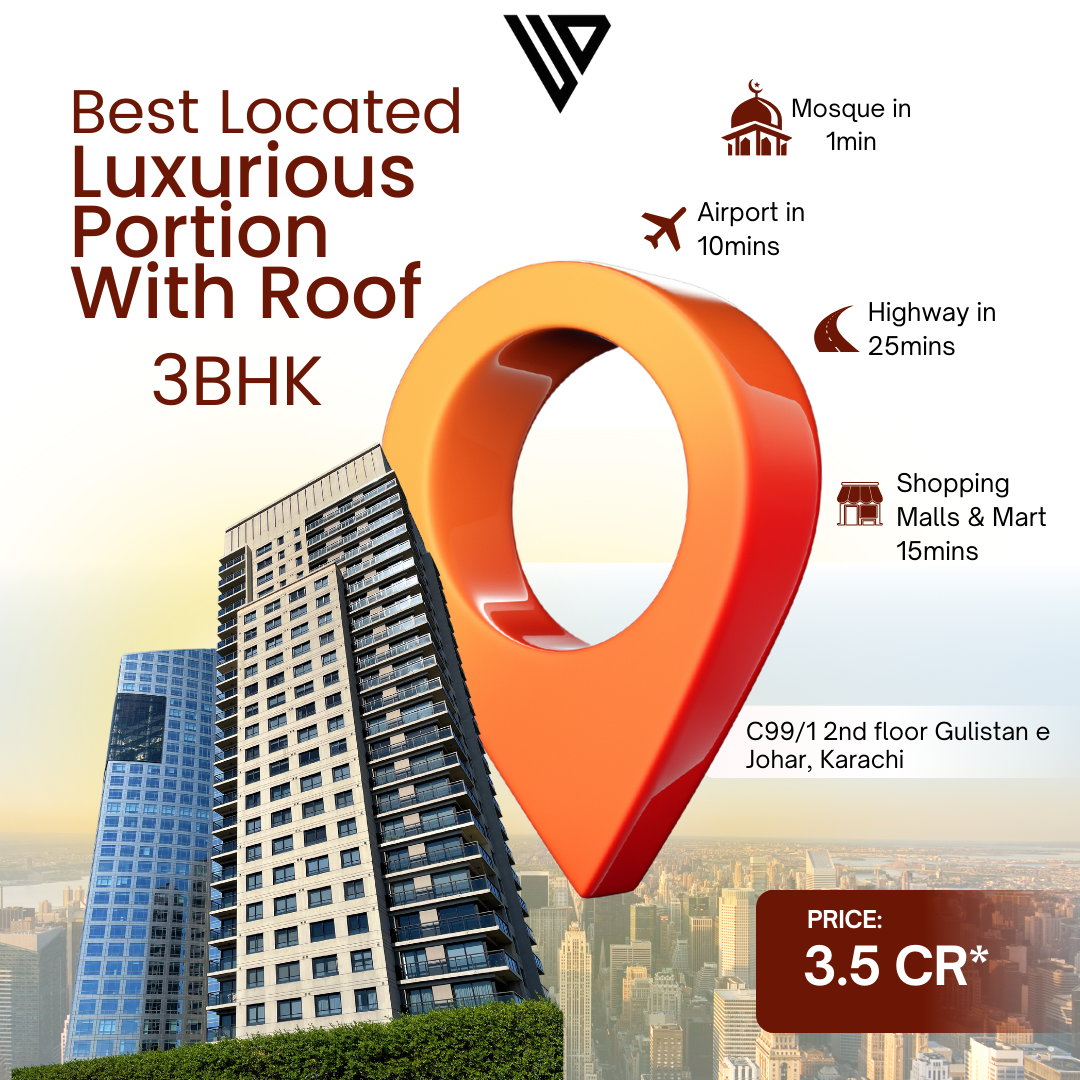 Best Located
Luxurious
Portion
With Roof
3BHK
Mosque in
1min
Airport in
10mins
Highway in
25mins
Shopping
Malls & Mart
15mins
C99/1 2nd floor Gulistan e
Johar, Karachi
PRICE:
3.5 CR*